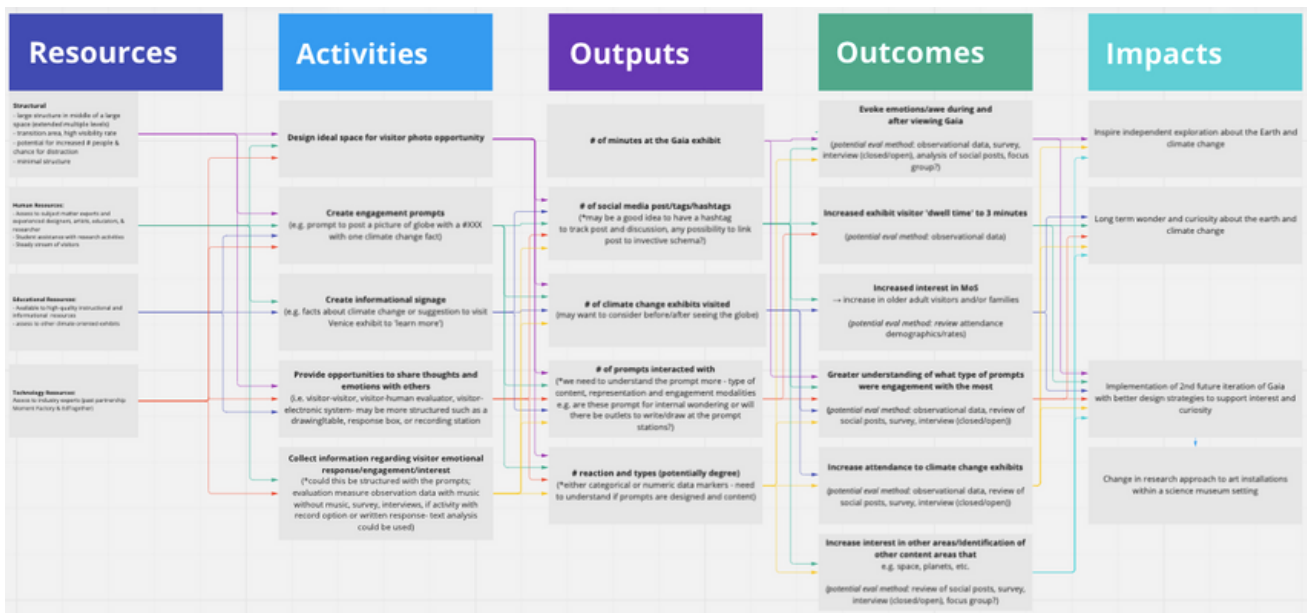 Resources
Activities
Outputs
Outcomes
Impacts
Structural
- large structure in middle of a large
space (extended multiple levels)
- transition area, high visibility rate
- potential for increased # people &
chance for distraction
- minimal structure
Human Resources:
- Assess to subject matter experts and
experienced designers, artists, educators, &
researcher
- Student assistance with research activities
- Steady stream of visitors
Educational Resources:
- Available to high quality instructional and
informational resources
- assess to other climate oriented exhibits
Technology Resources:
Assess to industry experts (past partnership
Moment Factory &
Design ideal space for visitor photo opportunity
Create engagement prompts
(e.g. prompt to post a picture of globe with a #XXX
with one climate change fact)
Create informational signage
(e.g. facts about climate change or suggestion to visit
Venice exhibit to 'learn more')
Provide opportunities to share thoughts and
emotions with others
(i.e. visitor-visitor, visitor-human evaluator, visitor-
electronic system- may be more structured such as a
drawing/table, response box, or recording station
Collect information regarding visitor emotional
response/engagement/interest
(*could this be structured with the prompts;
evaluation measure observation data with music
without music, survey, interviews, if activity with
record option or written response- text analysis
could be used)
# of minutes at the Gaia exhibit
# of social media post/tags/hashtags
(*may be a good idea to have a hashtag
to track post and discussion, any possibility to link
post to invective schema?)
# of climate change exhibits visited
(may want to consider before/after seeing the globe)
# of prompts interacted with
(*we need to understand the prompt more - type of
content, representation and engagement modalities
e.g. are these prompt for internal wondering or will
there be outlets to write/draw at the prompt
stations?)
# reaction and types (potentially degree)
(*either categorical or numeric data markers - need
to understand if prompts are designed and content)
Evoke emotions/awe during and
after viewing Gaia
(potential eval method: observational data, survey,
interview (closed/open), analysis of social posts, focus
group?)
Increased exhibit visitor 'dwell time' to 3 minutes
(potential eval method: observational data)
Increased interest in MoS
→ increase in older adult visitors and/or families
(potential eval method: review attendance
demographics/rates)
Greater understanding of what type of prompts
were engagement with the most
(potential eval method: observational data, review of
social posts, survey, interview (closed/open))
Increase attendance to climate change exhibits
(potential eval method: observational data, review of
social posts, survey, interview (closed/open))
Increase interest in other areas/Identification of
other content areas that
e.g. space, planets, etc.
(potential eval method: review of social posts, survey,
interview (closed/open), focus group?)
Inspire independent exploration about the Earth and
climate change
Long term wonder and curiosity about the earth and
climate change
Implementation of 2nd future iteration of Gaia
with better design strategies to support interest and
curiosity
Change in research approach to art installations
within a science museum setting